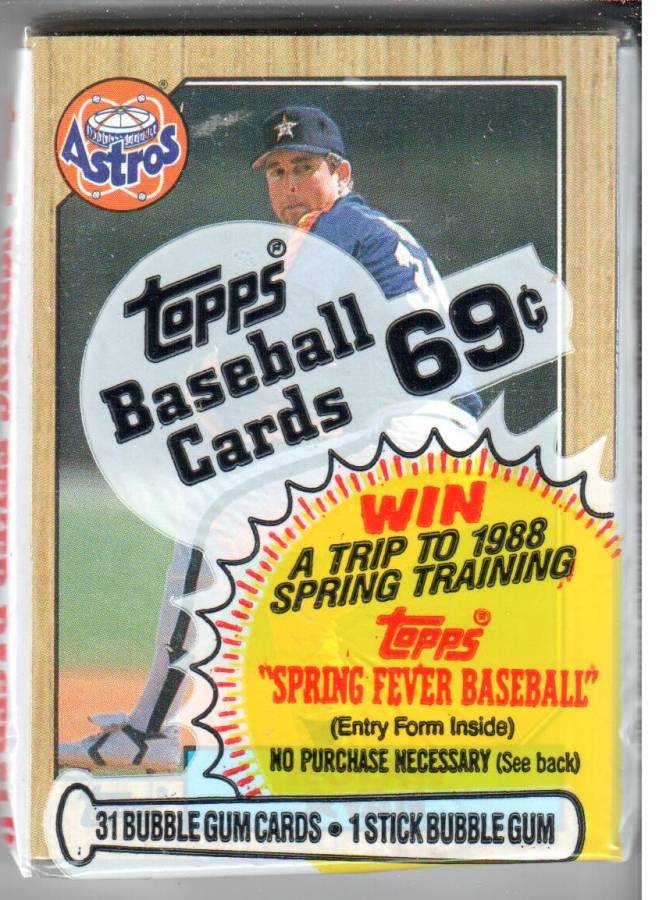 Astros
®
Topps®
Baseball
Cards
69¢
WIN
A TRIP TO 1988
SPRING TRAINING
Topps®
"SPRING FEVER BASEBALL"
(Entry Form Inside)
NO PURCHASE NECESSARY (See back)
31 BUBBLE GUM CARDS • 1 STICK BUBBLE GUM